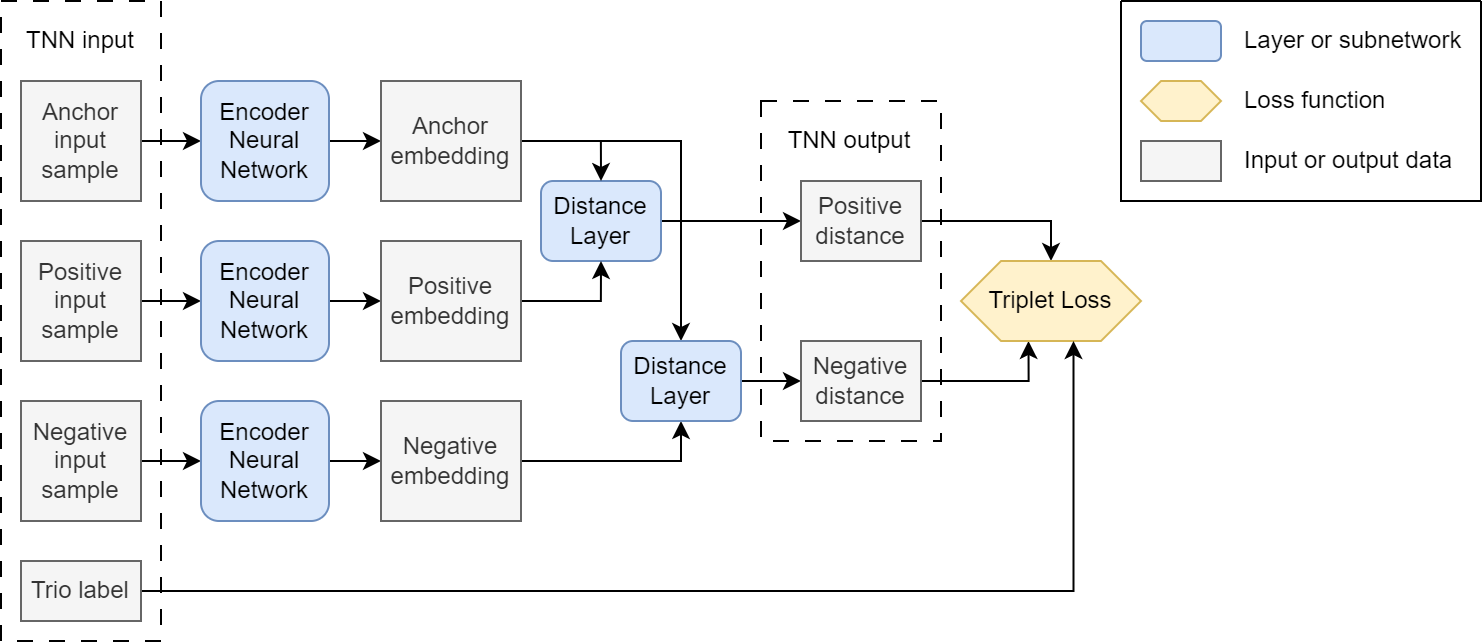 TNN input
Anchor
input
sample
Encoder
Neural
Network
Anchor
embedding
Positive
input
sample
Encoder
Neural
Network
Positive
embedding
Negative
input
sample
Encoder
Neural
Network
Negative
embedding
Trio label
Distance
Layer
Distance
Layer
TNN output
Positive
distance
Negative
distance
Triplet Loss
Layer or subnetwork
Loss function
Input or output data